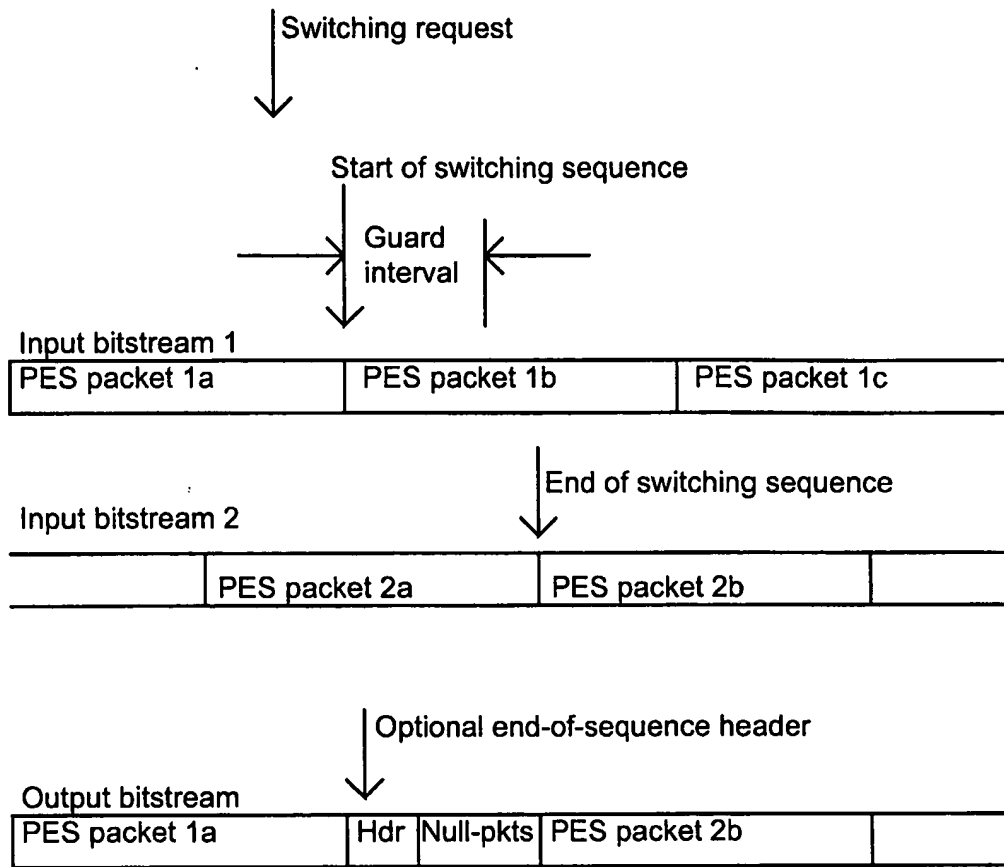 Switching request
Start of switching sequence
Guard
interval
Input bitstream 1
PES packet 1a
PES packet 1b
PES packet 1c
End of switching sequence
Input bitstream 2
PES packet 2a
PES packet 2b
Optional end-of-sequence header
Output bitstream
PES packet 1a
Hdr
Null-pkts
PES packet 2b